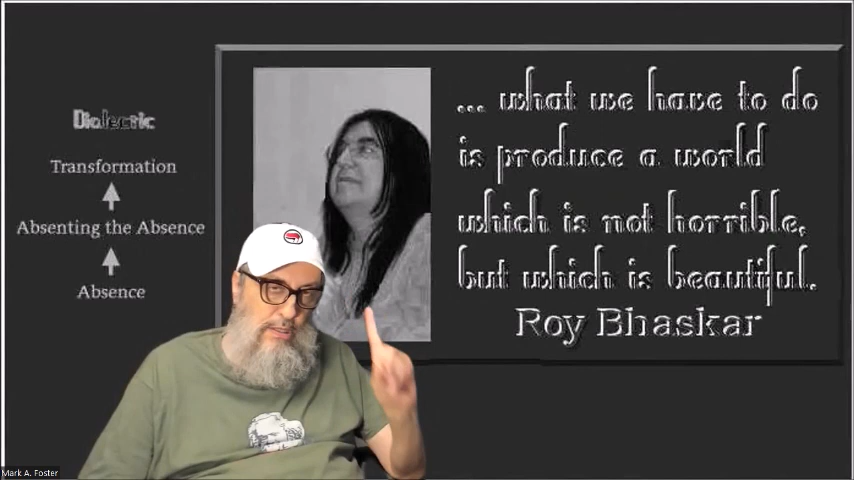 Dialectic
Transformation
Absenting the Absence
Absence
... what we have to do
is produce a world
which is not horrible,
but which is beautiful.
Roy Bhaskar
Mark A. Foster